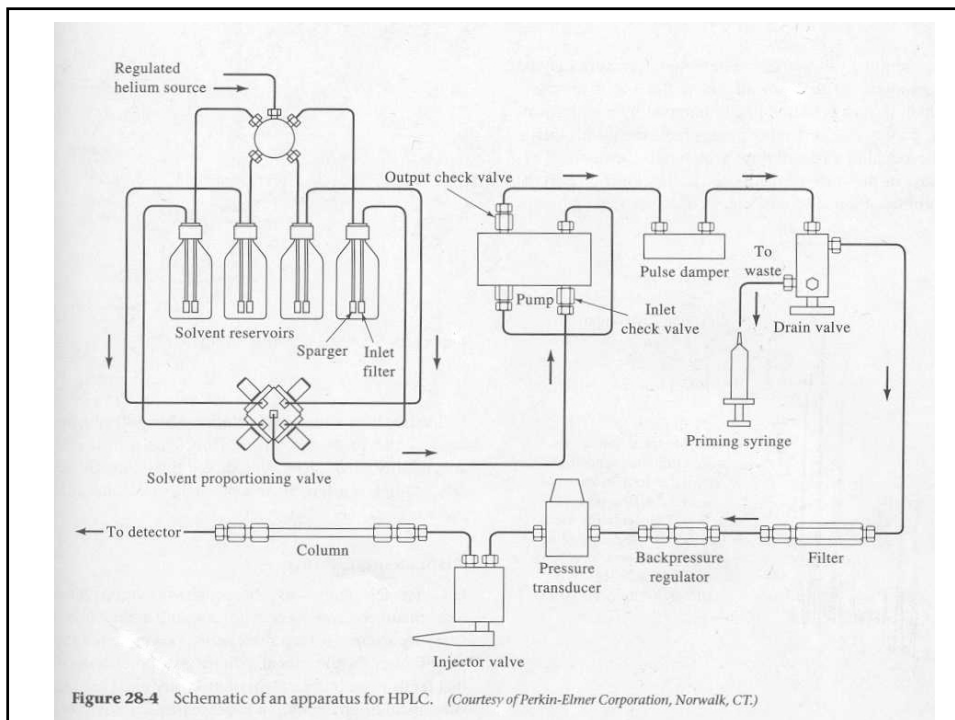 Regulated
helium source
Output check valve
Solvent reservoirs
Sparger
Inlet
filter
Solvent proportioning valve
Pump
Inlet
check valve
Pulse damper
To
waste
Drain valve
Priming syringe
To detector
Column
Injector valve
Pressure
transducer
Backpressure
regulator
Filter
Figure 28-4 Schematic of an apparatus for HPLC. (Courtesy of Perkin-Elmer Corporation, Norwalk, CT.)